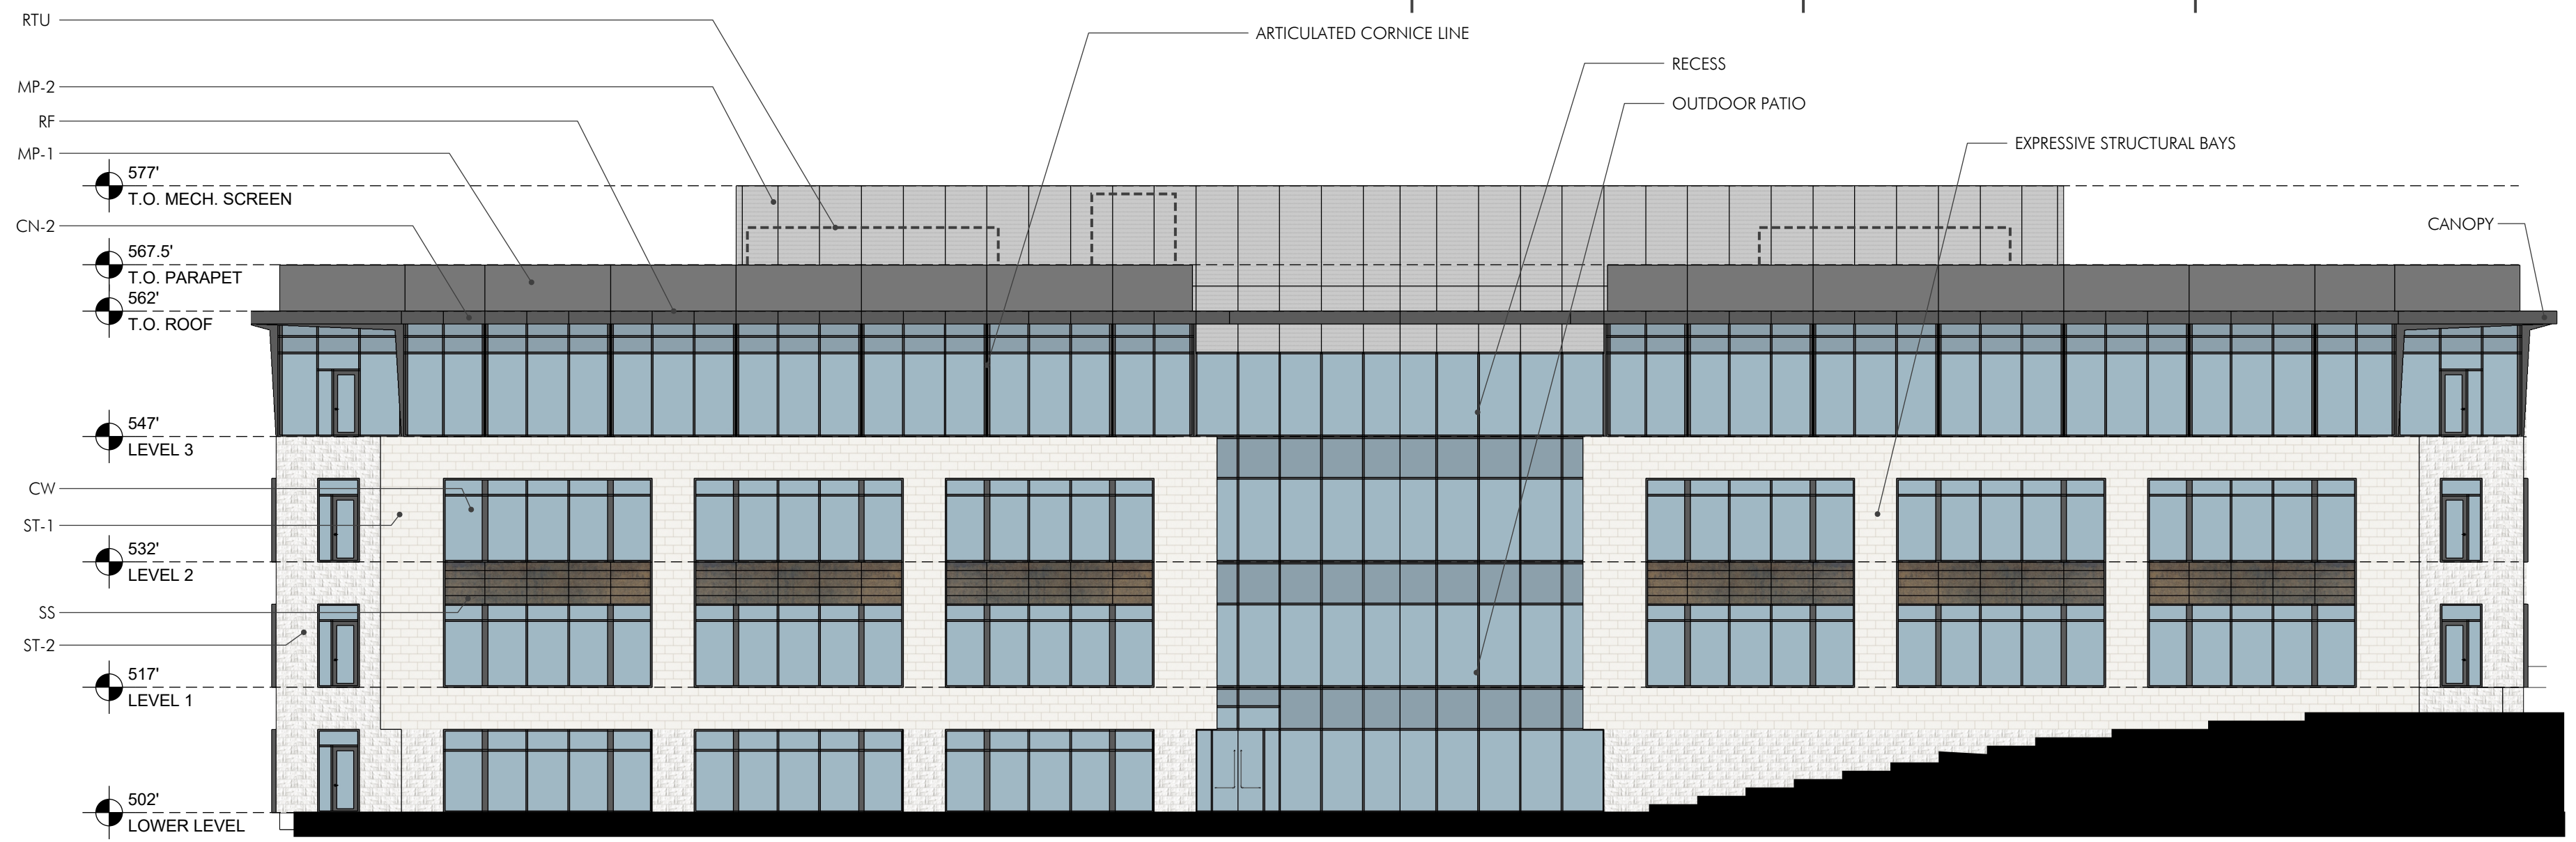 RTU
ARTICULATED CORNICE LINE
RECESS
MP-2
OUTDOOR PATIO
RF
EXPRESSIVE STRUCTURAL BAYS
MP-1
577'
T.O. MECH. SCREEN
CN-2
CANOPY
567.5'
T.O. PARAPET
562'
T.O. ROOF
547'
LEVEL 3
CW
ST-1
532'
LEVEL 2
SS
ST-2
517'
LEVEL 1
502'
LOWER LEVEL